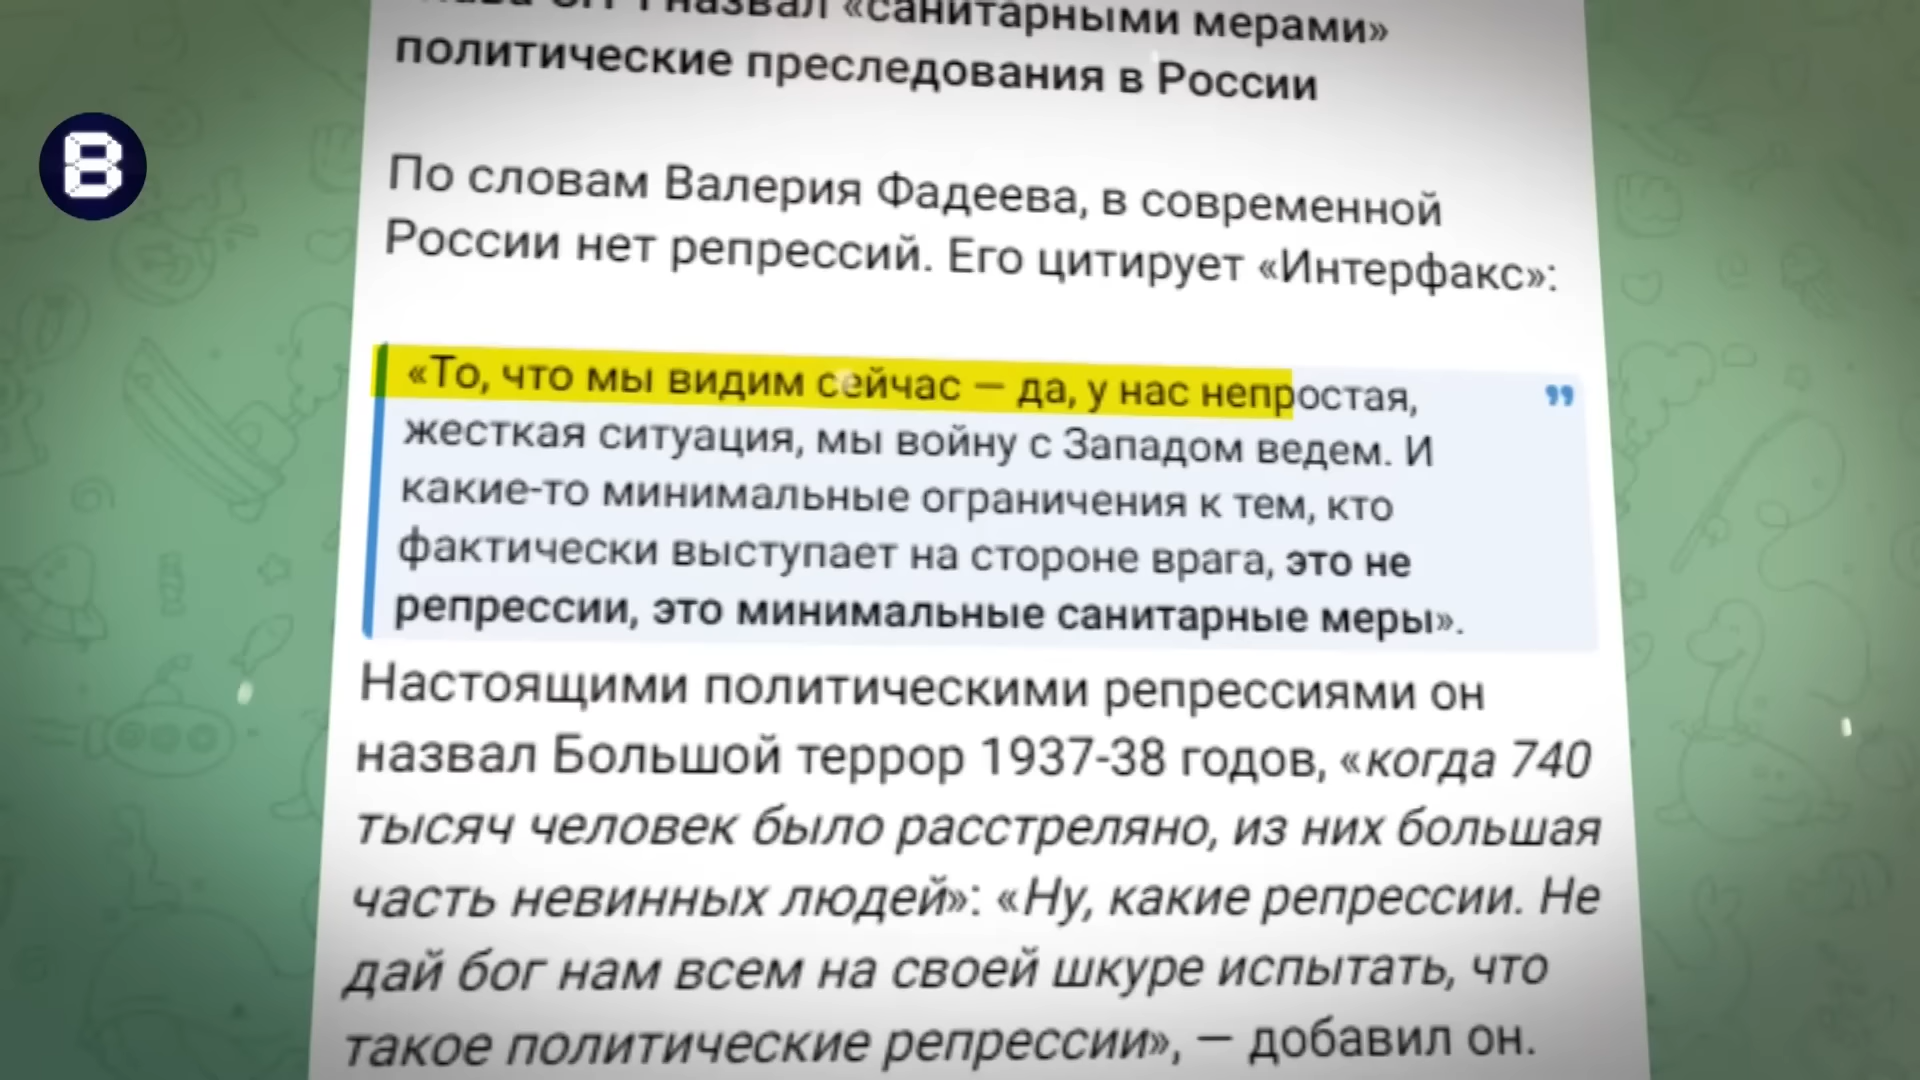 назвал «санитарными мерами»
политические преследования в России
По словам Валерия Фадеева, в современной
России нет репрессий. Его цитирует «Интерфакс»:
«То, что мы видим сейчас — да, у нас непростая,
жесткая ситуация, мы войну с Западом ведем. И
какие-то минимальные ограничения к тем, кто
фактически выступает на стороне врага, это не
репрессии, это минимальные санитарные меры».
Настоящими политическими репрессиями он
назвал Большой террор 1937-38 годов, «когда 740
тысяч человек было расстреляно, из них большая
часть невинных людей»: «Ну, какие репрессии. Не
дай бог нам всем на своей шкуре испытать, что
такое политические репрессии», — добавил он.
B